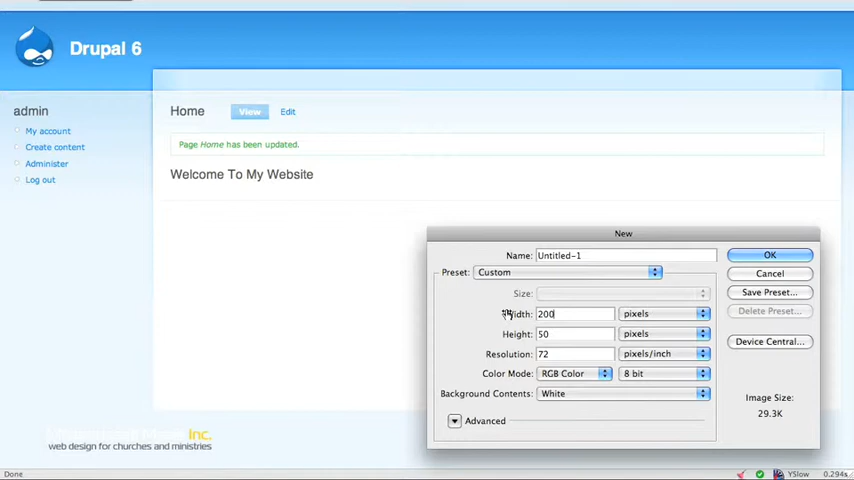 Drupal 6
admin
My account
Create content
Administer
Log out
Home View Edit
Page Home has been updated.
Welcome To My Website
New
Name: Untitled-1
Preset: Custom
Size:
Width: 200 pixels
Height: 50 pixels
Resolution: 72 pixels/inch
Color Mode: RGB Color 8 bit
Background Contents: White
Advanced
OK
Cancel
Save Preset...
Delete Preset...
Device Central...
Image Size:
29.3K
Inc.
web design for churches and ministries
Done YSlow 0.294s